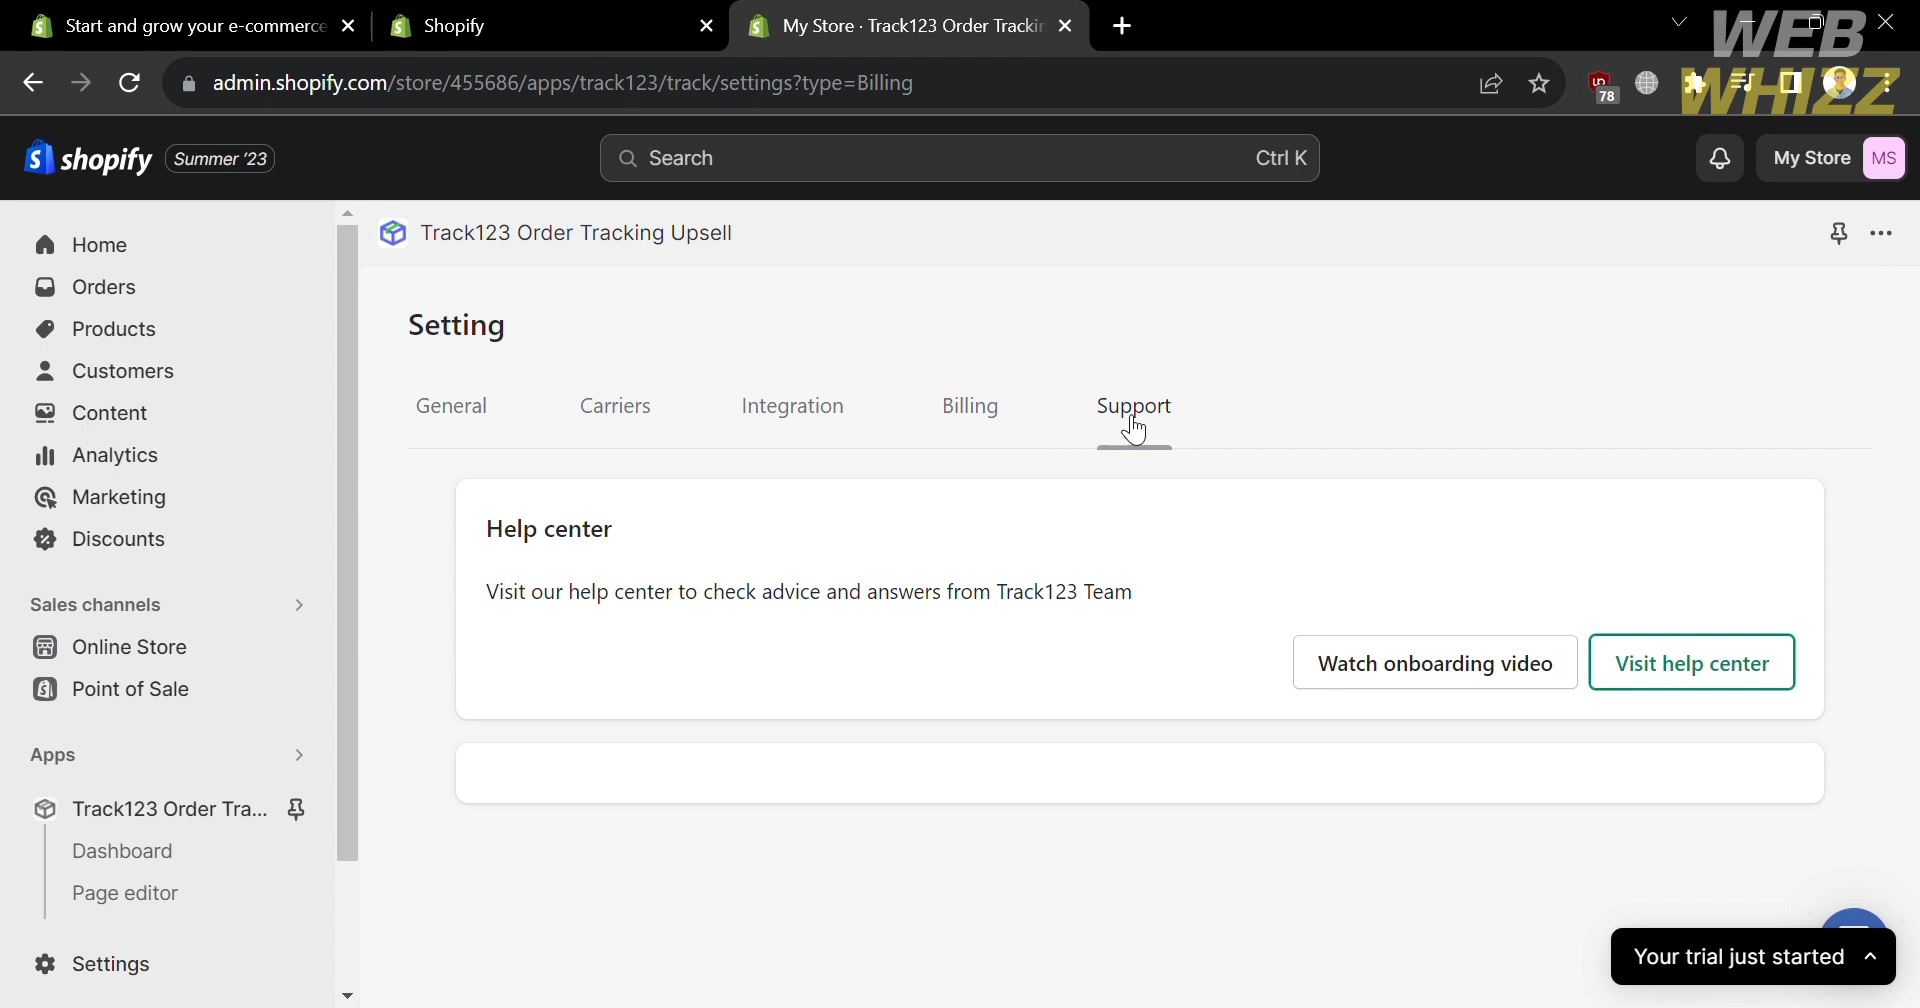 Start and grow your e-commerce
Shopify
My Store · Track123 Order Trackin
WEB
WHIZZ
admin.shopify.com/store/455686/apps/track123/track/settings?type=Billing
78
shopify
Summer '23
Search
Ctrl K
My Store
MS
Home
Orders
Products
Customers
Content
Analytics
Marketing
Discounts
Sales channels
Online Store
Point of Sale
Apps
Track123 Order Tra...
Dashboard
Page editor
Settings
Track123 Order Tracking Upsell
Setting
General
Carriers
Integration
Billing
Support
Help center
Visit our help center to check advice and answers from Track123 Team
Watch onboarding video
Visit help center
Your trial just started